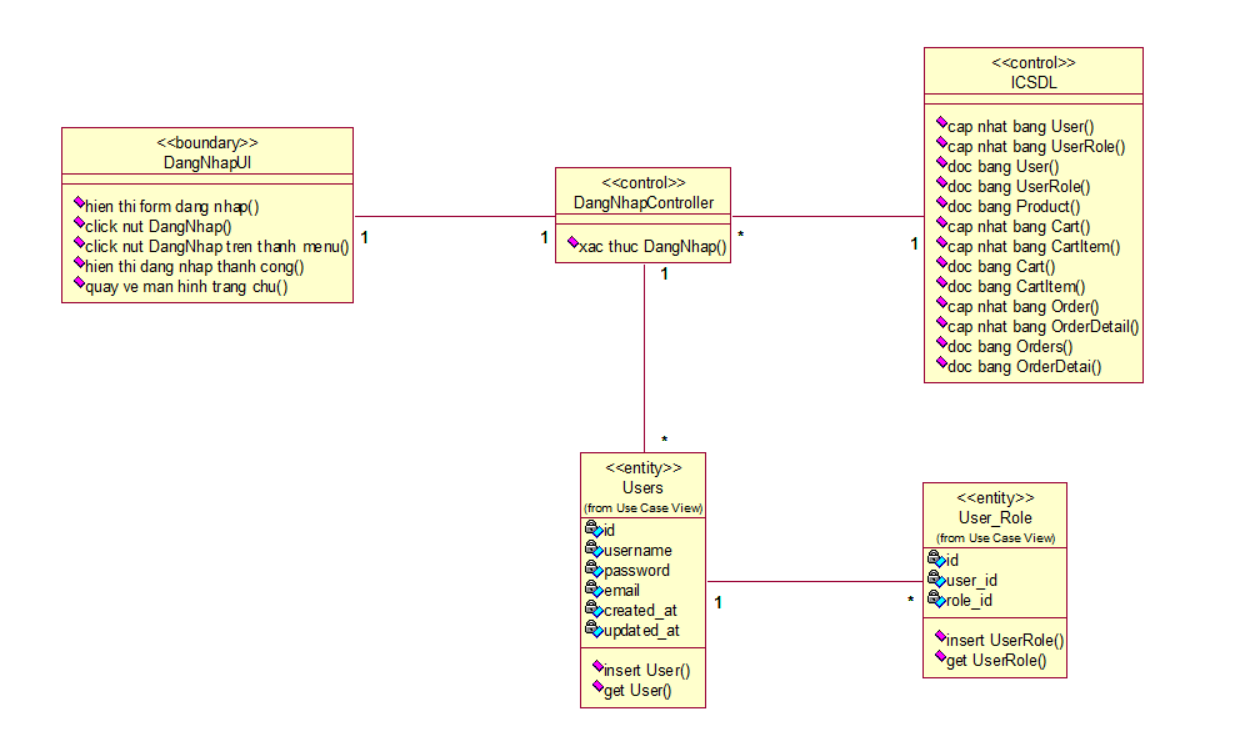 <<boundary>>
DangNhapUI
hien thi form dang nhap()
click nut DangNhap()
click nut DangNhap tren thanh menu()
hien thi dang nhap thanh cong()
quay ve man hinh trang chu()
1
1
<<control>>
DangNhapController
xac thuc DangNhap()
1
*
1
<<control>>
ICSDL
cap nhat bang User()
cap nhat bang UserRole()
doc bang User()
doc bang UserRole()
doc bang Product()
cap nhat bang Cart()
cap nhat bang CartItem()
doc bang Cart()
doc bang CartItem()
cap nhat bang Order()
cap nhat bang OrderDetail()
doc bang Orders()
doc bang OrderDetai()
*
<<entity>>
Users
(from Use Case View)
id
username
password
email
created_at
updated_at
insert User()
get User()
1
*
<<entity>>
User_Role
(from Use Case View)
id
user_id
role_id
insert UserRole()
get UserRole()